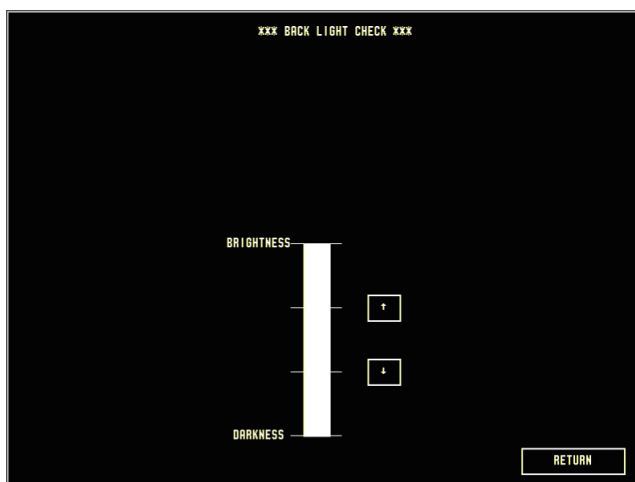 *** BACK LIGHT CHECK ***
BRIGHTNESS
↑
↓
DARKNESS
RETURN